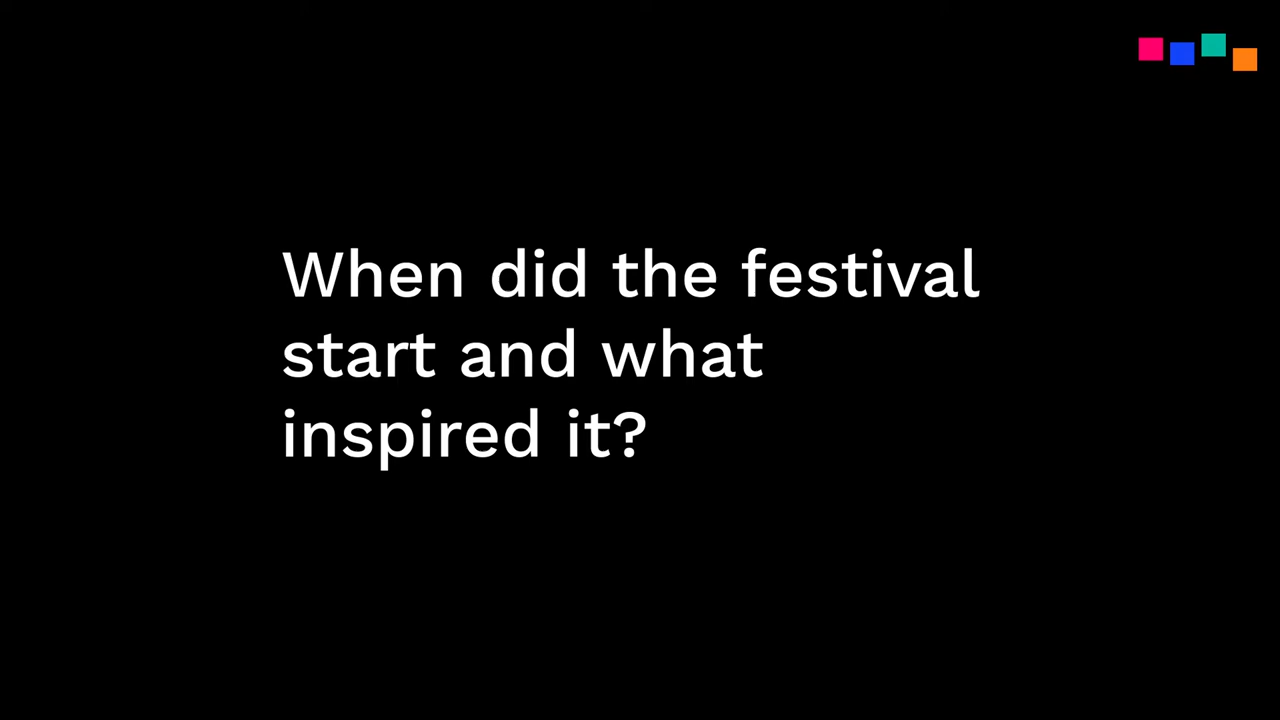 When did the festival
start and what
inspired it?